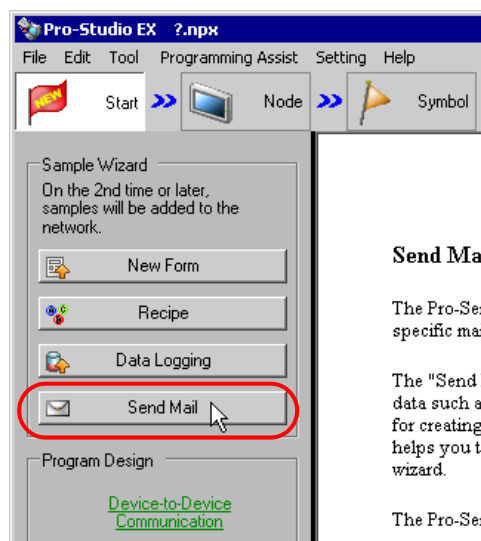 Pro-Studio EX ?.npx
File Edit Tool Programming Assist Setting Help
NEW Start Node Symbol
Sample Wizard
On the 2nd time or later,
samples will be added to the
network.
New Form
Recipe
Data Logging
Send Mail
Program Design
Device-to-Device
Communication
Send Ma
The Pro-Se
specific ma
The "Send
data such a
for creating
helps you t
wizard.
The Pro-Se